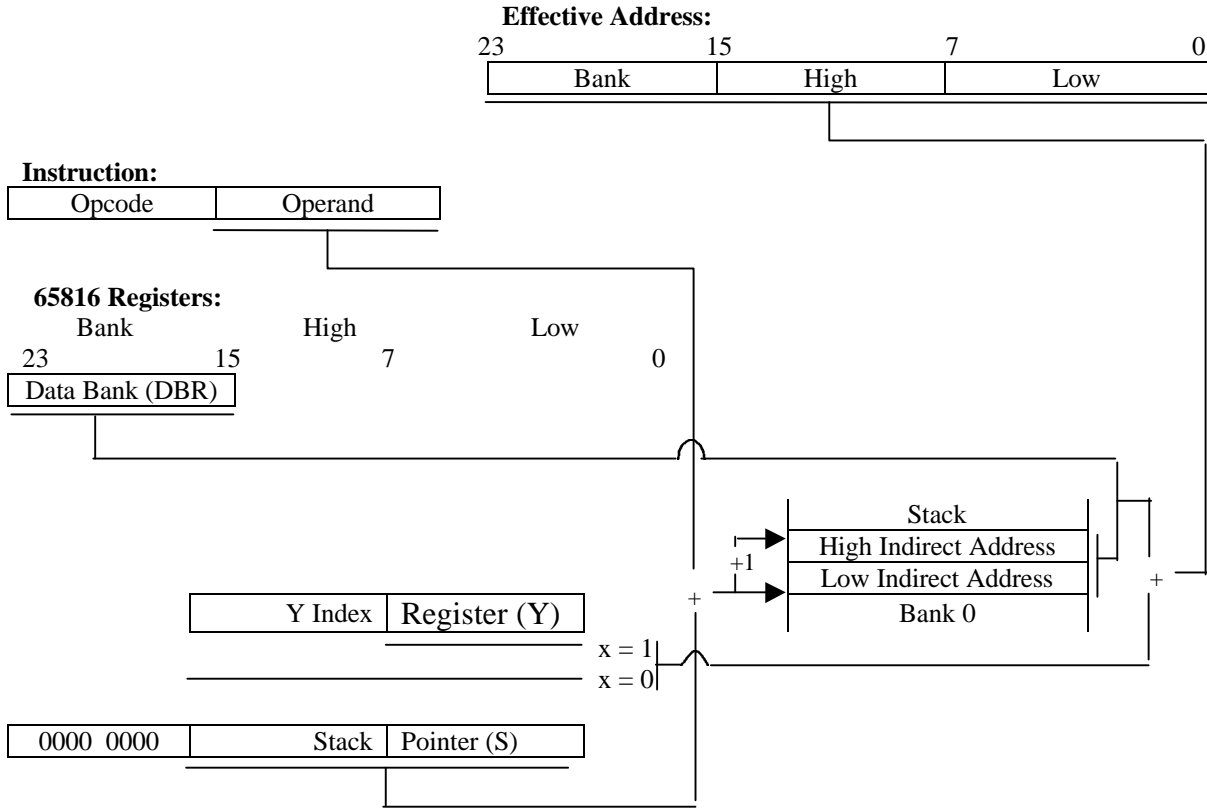 Effective Address:
23 15 7 0
Bank High Low
Instruction:
Opcode Operand
65816 Registers:
Bank High Low
23 15 7 0
Data Bank (DBR)
Stack
High Indirect Address
+1
Low Indirect Address
+ +
Bank 0
Y Index Register (Y)
x = 1
x = 0
0000 0000 Stack Pointer (S)